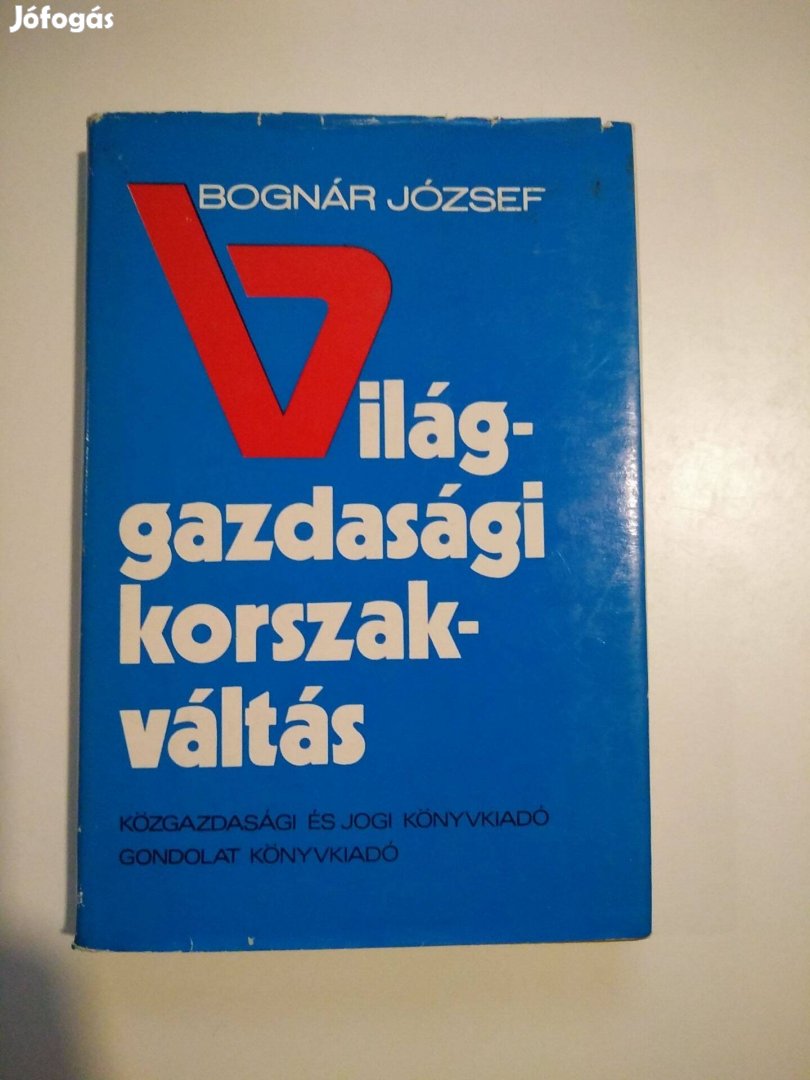 Jófogás
BOGNÁR JÓZSEF
Világ-
gazdasági
korszak-
váltás
KÖZGAZDASÁGI ÉS JOGI KÖNYVKIADÓ
GONDOLAT KÖNYVKIADÓ